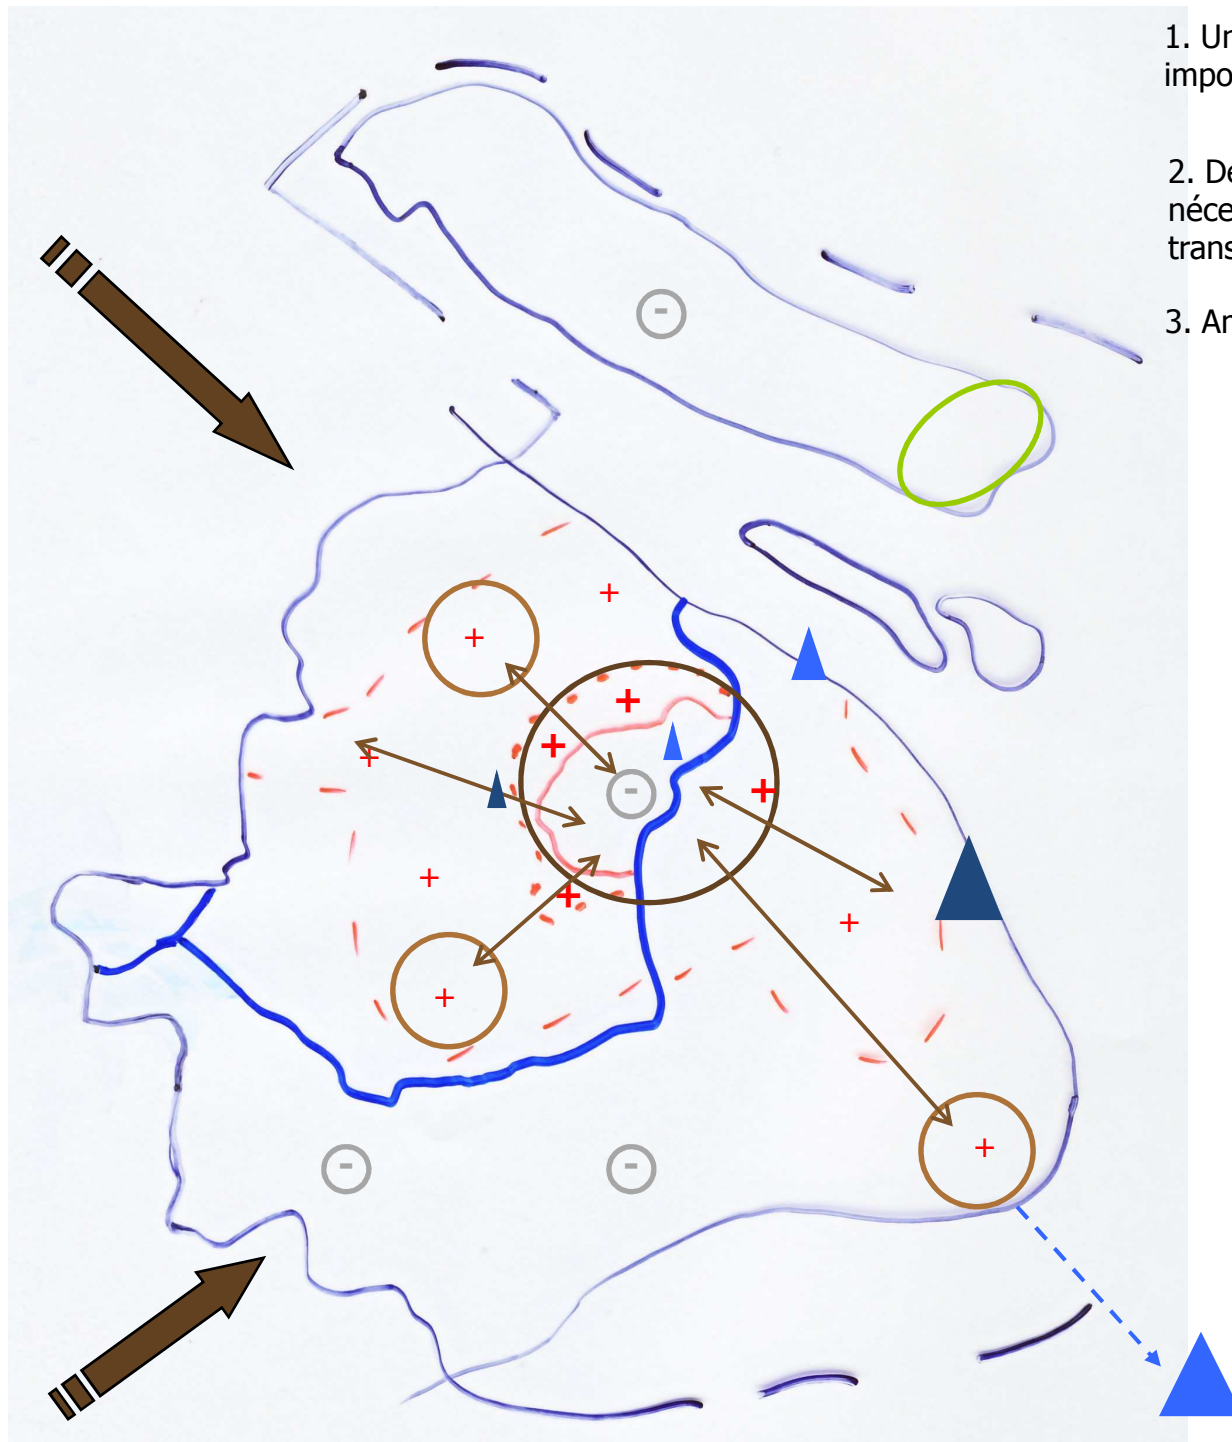 1. Un
impo
2. De
néce
trans
3. An